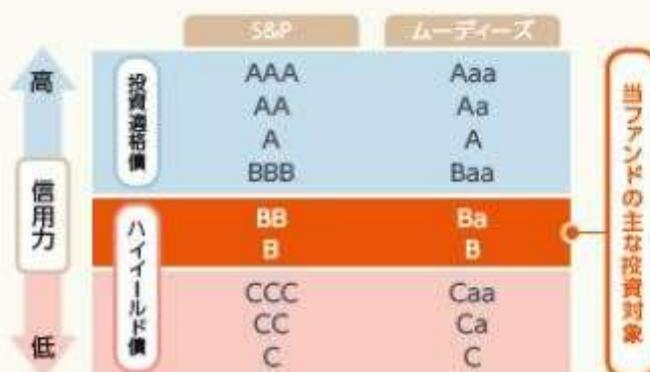 S&P ムーディーズ
高
信用力
低
投資適格債
AAA Aaa
AA Aa
A A
BBB Baa
ハイイールド債
BB Ba
B B
CCC Caa
CC Ca
C C
当ファンドの主な投資対象